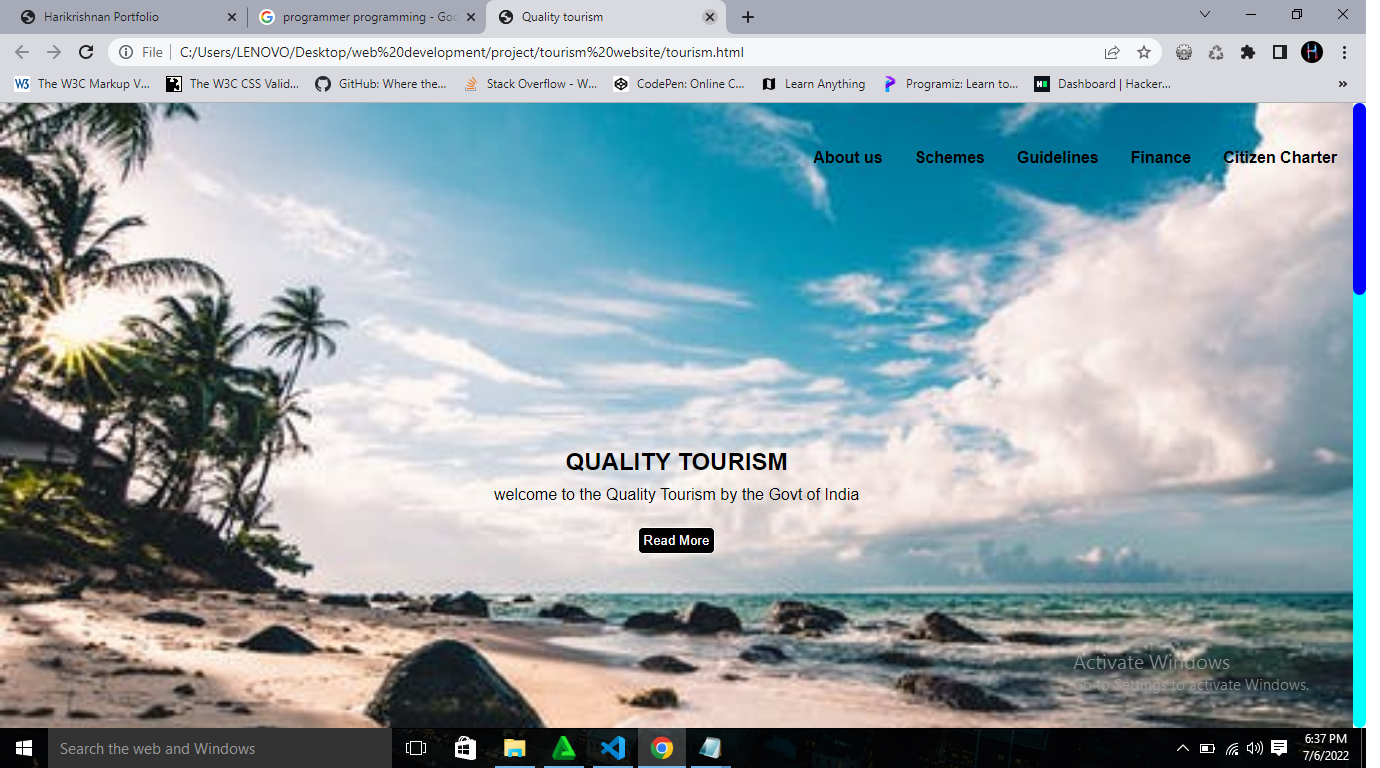 Harikrishnan Portfolio
programmer programming - Goo
Quality tourism
File
C:/Users/LENOVO/Desktop/web%20development/project/tourism%20website/tourism.html
The W3C Markup V...
The W3C CSS Valid...
GitHub: Where the...
Stack Overflow - W...
CodePen: Online C...
Learn Anything
Programiz: Learn to...
Dashboard | Hacker...
»
About us
Schemes
Guidelines
Finance
Citizen Charter
QUALITY TOURISM
welcome to the Quality Tourism by the Govt of India
Read More
Activate Windows
Go to Settings to activate Windows.
Search the web and Windows
6:37 PM
7/6/2022